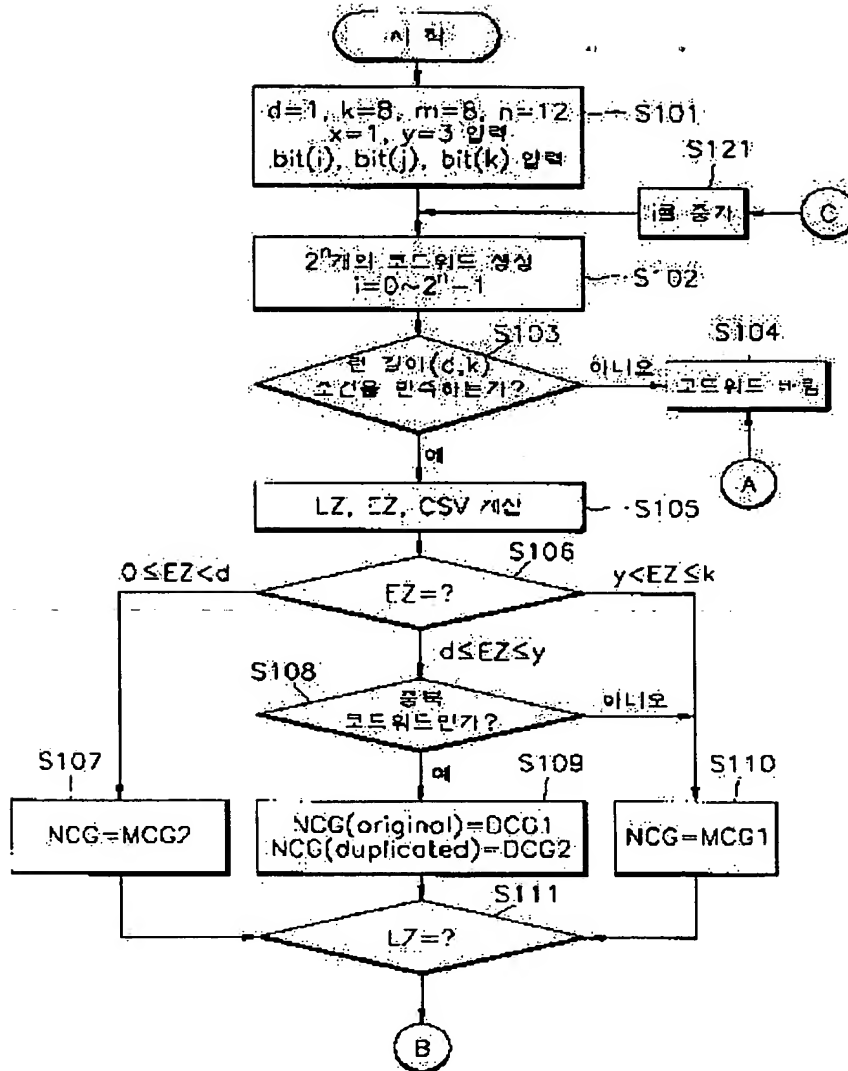 시 작
d=1, k=8, m=8, n=12
x=1, y=3 입력
bit(i), bit(j), bit(k) 입력
S101
S121
i를 증가
C
2ⁿ개의 코드워드 생성
i=0~2ⁿ-1
S102
S103
런 길이(d,k)
조건을 만족하는가?
아니오
S104
코드워드 버림
A
예
LZ, EZ, CSV 계산
S105
S106
0≤EZ<d
EZ=?
y<EZ≤k
d≤EZ≤y
S108
중복
코드워드인가?
아니오
예
S107
NCG=MCG2
S109
NCG(original)=DCG1
NCG(duplicated)=DCG2
S110
NCG=MCG1
S111
LZ=?
B